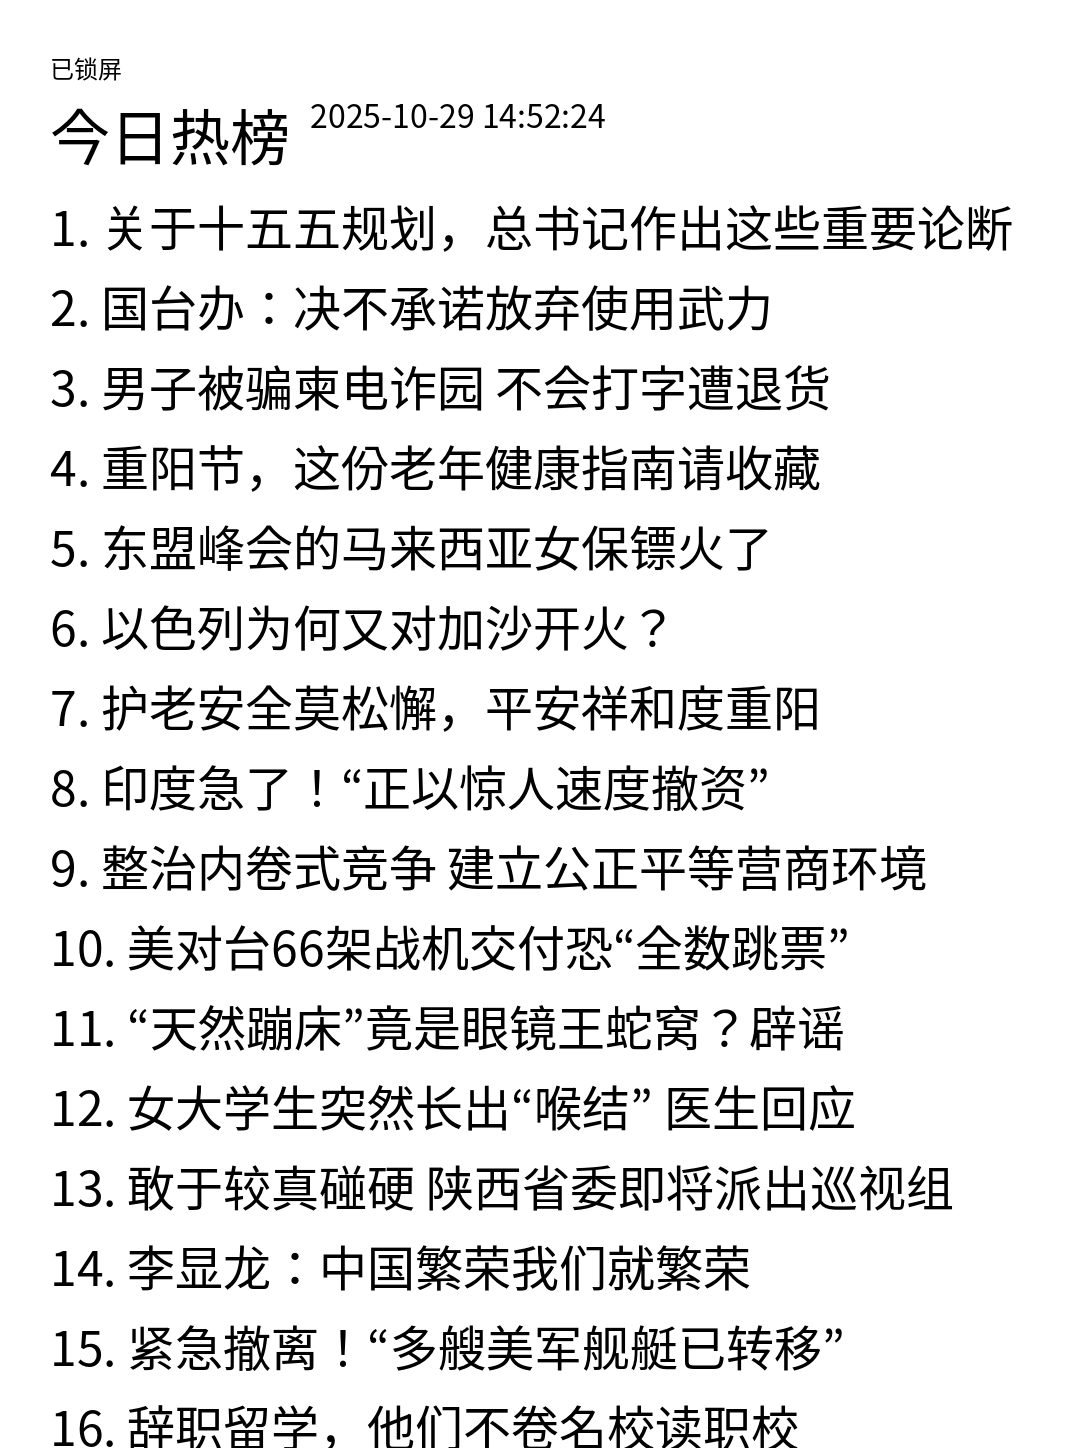 已锁屏
今日热榜 2025-10-29 14:52:24
1. 关于十五五规划，总书记作出这些重要论断
2. 国台办：决不承诺放弃使用武力
3. 男子被骗柬电诈园 不会打字遭退货
4. 重阳节，这份老年健康指南请收藏
5. 东盟峰会的马来西亚女保镖火了
6. 以色列为何又对加沙开火？
7. 护老安全莫松懈，平安祥和度重阳
8. 印度急了！“正以惊人速度撤资”
9. 整治内卷式竞争 建立公正平等营商环境
10. 美对台66架战机交付恐“全数跳票”
11. “天然蹦床”竟是眼镜王蛇窝？辟谣
12. 女大学生突然长出“喉结” 医生回应
13. 敢于较真碰硬 陕西省委即将派出巡视组
14. 李显龙：中国繁荣我们就繁荣
15. 紧急撤离！“多艘美军舰艇已转移”
16. 辞职留学，他们不卷名校读职校